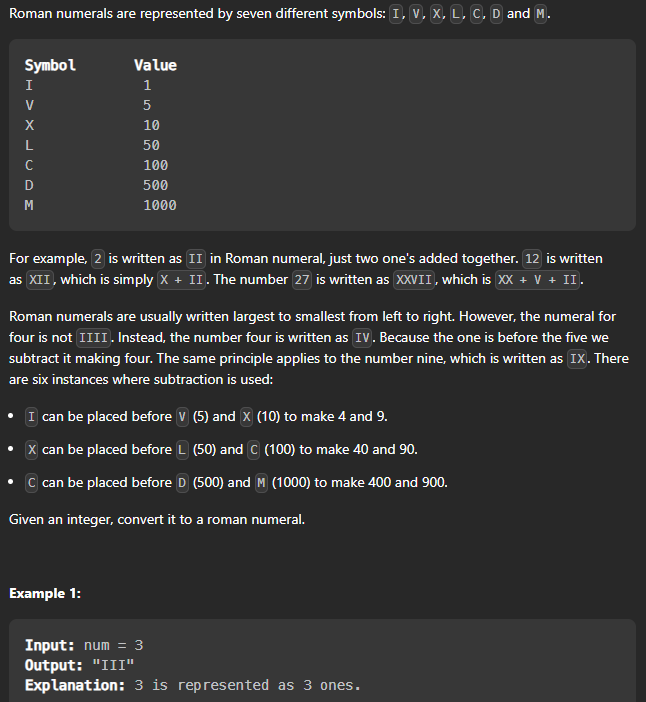 Roman numerals are represented by seven different symbols: I, V, X, L, C, D and M.
Symbol Value
I 1
V 5
X 10
L 50
C 100
D 500
M 1000
For example, 2 is written as II in Roman numeral, just two one's added together. 12 is written
as XII, which is simply X + II. The number 27 is written as XXVII, which is XX + V + II.
Roman numerals are usually written largest to smallest from left to right. However, the numeral for
four is not IIII. Instead, the number four is written as IV. Because the one is before the five we
subtract it making four. The same principle applies to the number nine, which is written as IX. There
are six instances where subtraction is used:
• I can be placed before V (5) and X (10) to make 4 and 9.
• X can be placed before L (50) and C (100) to make 40 and 90.
• C can be placed before D (500) and M (1000) to make 400 and 900.
Given an integer, convert it to a roman numeral.
Example 1:
Input: num = 3
Output: "III"
Explanation: 3 is represented as 3 ones.